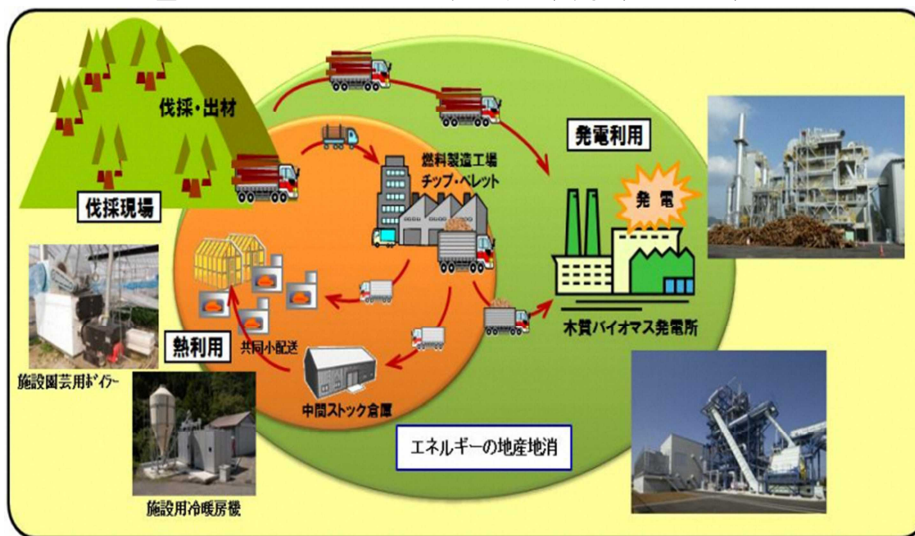 伐採・出材
伐採現場
発電利用
燃料製造工場
チップ・ペレット
発電
木質バイオマス発電所
熱利用
共同小配送
中間ストック倉庫
施設園芸用ボイラー
施設用冷暖房機
エネルギーの地産地消